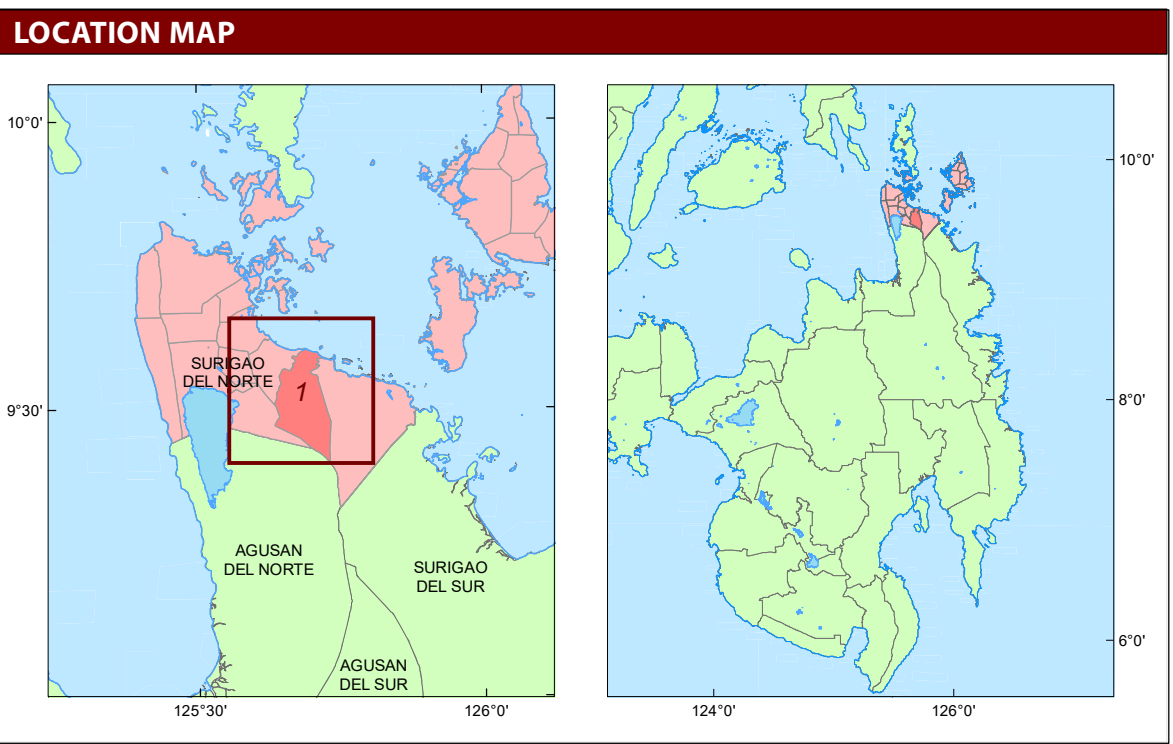 LOCATION MAP
10°0'
10°0'
SURIGAO
DEL NORTE
1
9°30'
8°0'
AGUSAN
DEL NORTE
SURIGAO
DEL SUR
6°0'
AGUSAN
DEL SUR
125°30'
126°0'
124°0'
126°0'